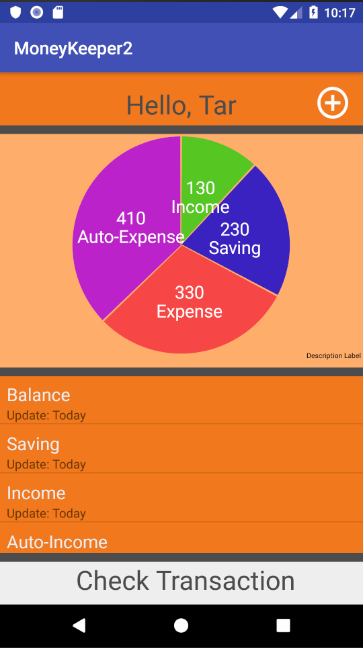 10:17
MoneyKeeper2
Hello, Tar
130
Income
410
Auto-Expense
230
Saving
330
Expense
Description Label
Balance
Update: Today
Saving
Update: Today
Income
Update: Today
Auto-Income
Check Transaction